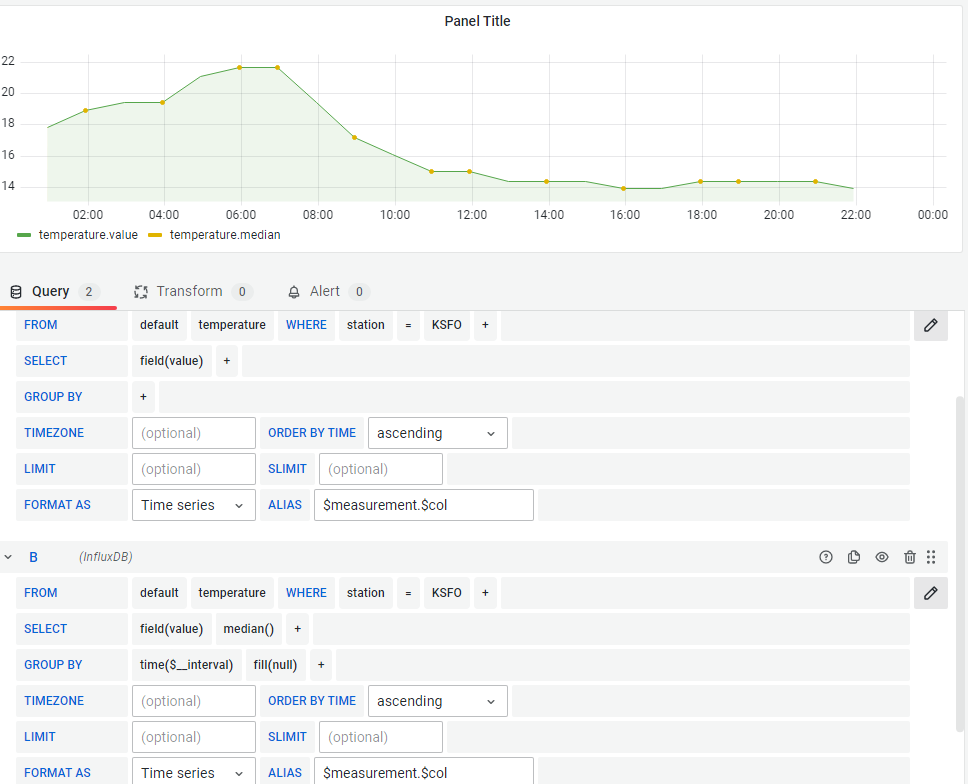 Panel Title
22
20
18
16
14
02:00 04:00 06:00 08:00 10:00 12:00 14:00 16:00 18:00 20:00 22:00 00:00
temperature.value temperature.median
Query 2 Transform 0 Alert 0
FROM default temperature WHERE station = KSFO +
SELECT field(value) +
GROUP BY +
TIMEZONE (optional) ORDER BY TIME ascending
LIMIT (optional) SLIMIT (optional)
FORMAT AS Time series ALIAS $measurement.$col
B (InfluxDB)
FROM default temperature WHERE station = KSFO +
SELECT field(value) median() +
GROUP BY time($__interval) fill(null) +
TIMEZONE (optional) ORDER BY TIME ascending
LIMIT (optional) SLIMIT (optional)
FORMAT AS Time series ALIAS $measurement.$col